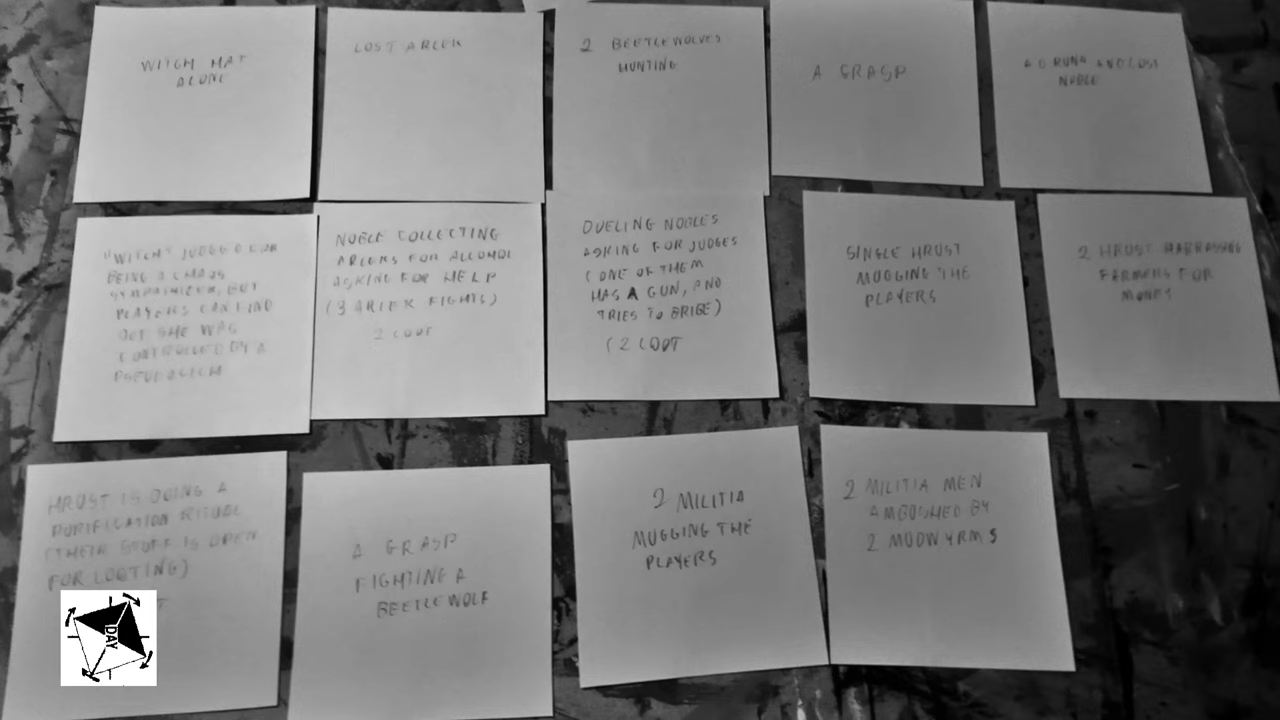 WITCH HAT
ALONE
LOST ARLEK
2 BEETLEWOLVES
HUNTING
A GRASP
NOBLE
"WITCH" JUDGED FOR
BEING A CHAOS
SYMPATHIZER, BUT
PLAYERS CAN FIND
OUT SHE WAS
CONTROLLED BY A
NOBLE COLLECTING
ARLEKS FOR ALCOHOL
ASKING FOR HELP
(3 ARLEK FIGHTS)
2 LOOT
DUELING NOBLES
ASKING FOR JUDGES
(ONE OF THEM
HAS A GUN, AND
TRIES TO BRIBE)
(2 LOOT
SINGLE HRUST
MUGGING THE
PLAYERS
2 HRUST HARRASSING
FARMERS FOR
MONEY
HRUST IS DOING A
PURIFICATION RITUAL
(THEIR STUFF IS OPEN
FOR LOOTING)
A GRASP
FIGHTING A
BEETLEWOLF
2 MILITIA
MUGGING THE
PLAYERS
2 MILITIA MEN
AMBUSHED BY
2 MUDWYRMS
DAY